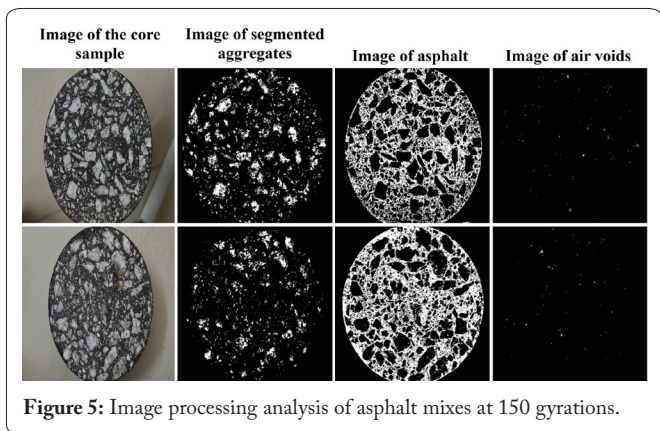 Image of the core sample
Image of segmented aggregates
Image of asphalt
Image of air voids
Figure 5: Image processing analysis of asphalt mixes at 150 gyrations.